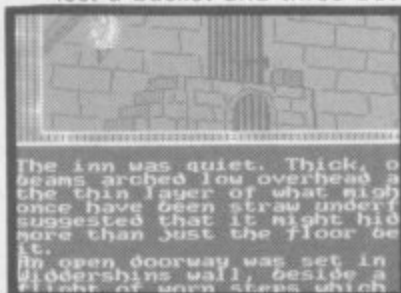 The inn was quiet. Thick, o
beams arched low overhead a
the thin layer of what migh
once have been straw underf
suggested that it might hid
more than just the floor be
it.
An open doorway was set in
Widdershins wall, beside a
flight of worn steps which